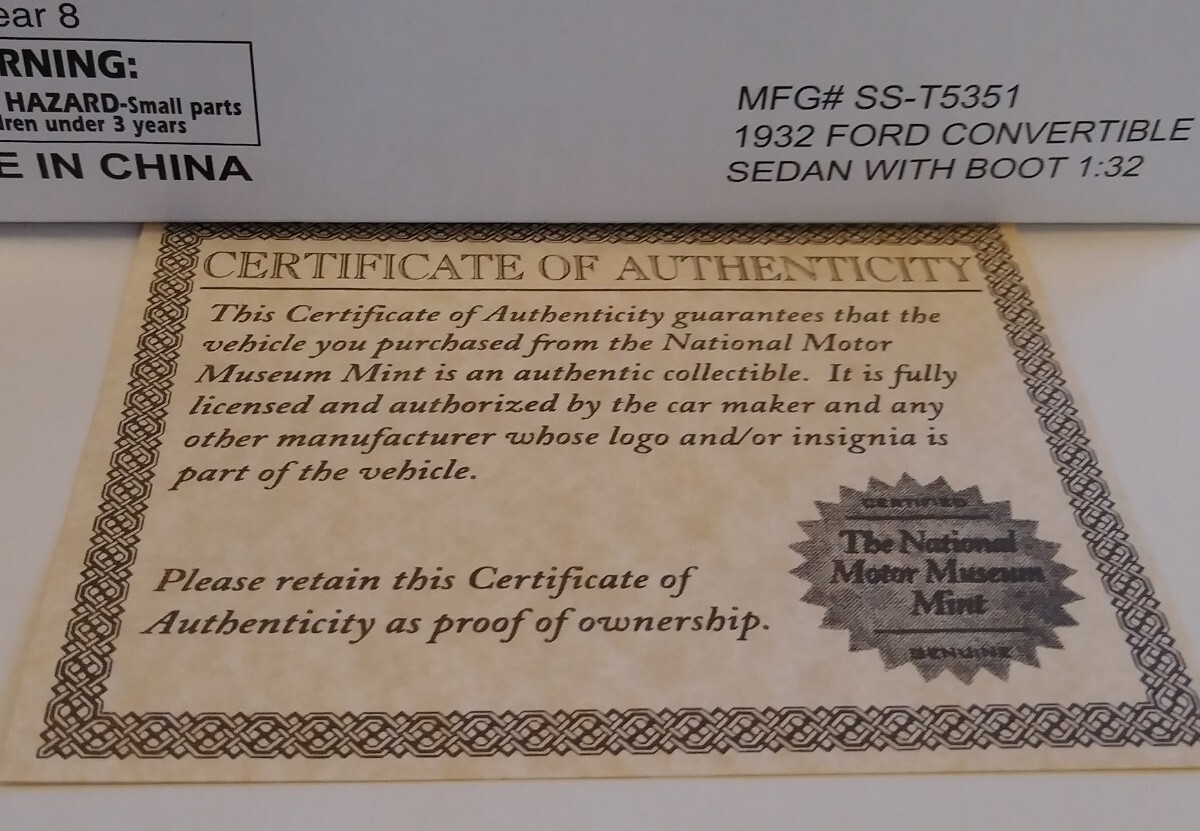 ear 8
RNING:
HAZARD-Small parts
dren under 3 years
E IN CHINA
MFG# SS-T5351
1932 FORD CONVERTIBLE
SEDAN WITH BOOT 1:32
CERTIFICATE OF AUTHENTICITY
This Certificate of Authenticity guarantees that the
vehicle you purchased from the National Motor
Museum Mint is an authentic collectible. It is fully
licensed and authorized by the car maker and any
other manufacturer whose logo and/or insignia is
part of the vehicle.
Please retain this Certificate of
Authenticity as proof of ownership.
CERTIFIED
The National
Motor Museum
Mint
GENUINE